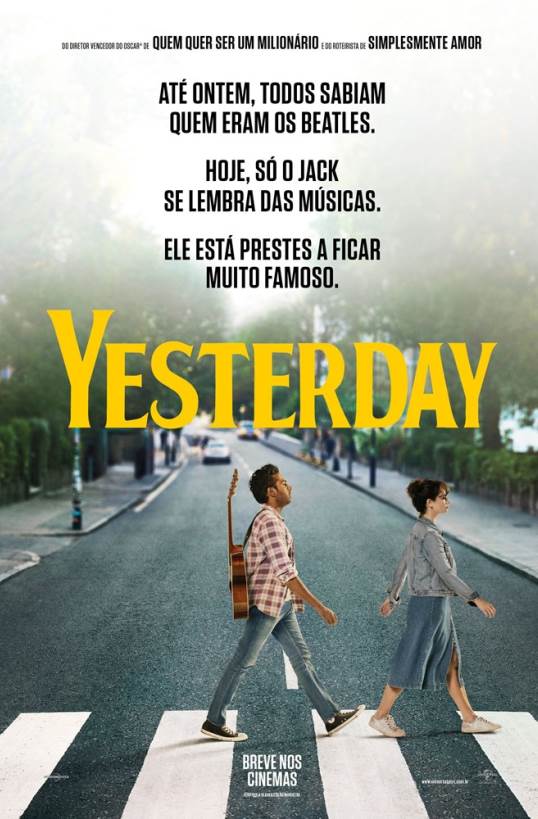 DO DIRETOR VENCEDOR DO OSCAR® DE QUEM QUER SER UM MILIONÁRIO E DO ROTEIRISTA DE SIMPLESMENTE AMOR
ATÉ ONTEM, TODOS SABIAM
QUEM ERAM OS BEATLES.
HOJE, SÓ O JACK
SE LEMBRA DAS MÚSICAS.
ELE ESTÁ PRESTES A FICAR
MUITO FAMOSO.
YESTERDAY
BREVE NOS
CINEMAS